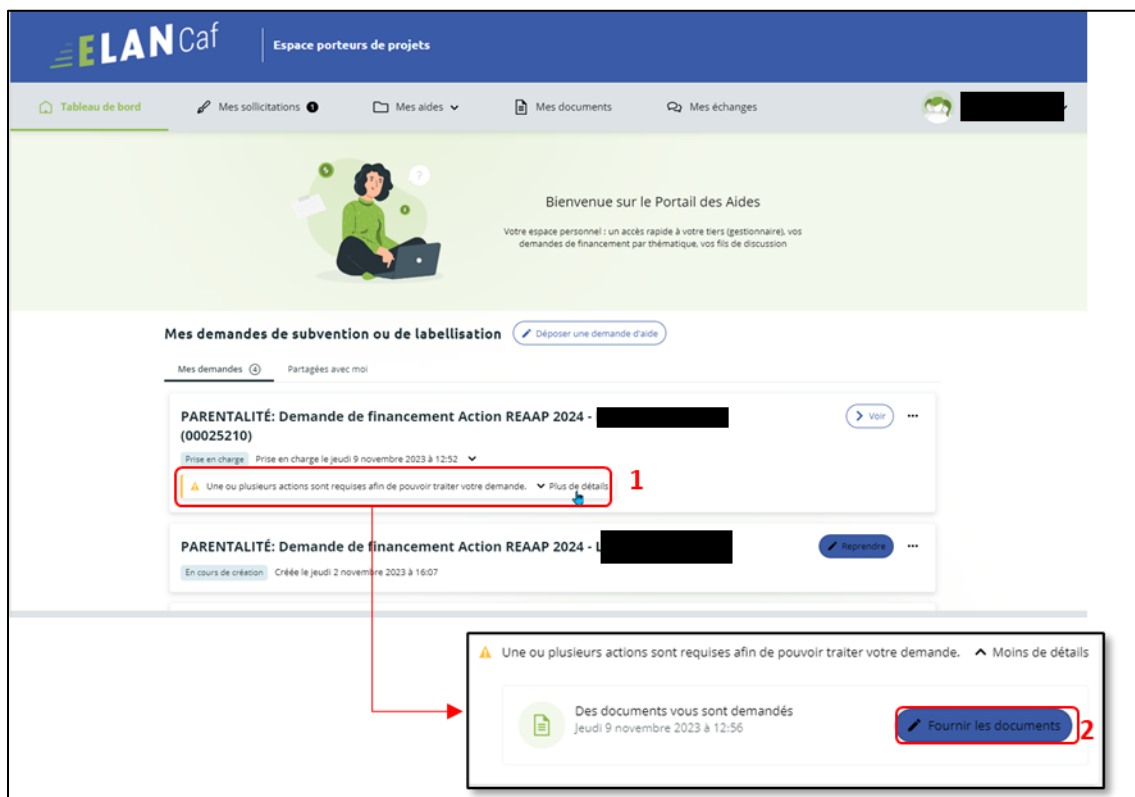 ELAN Caf
Espace porteurs de projets
Tableau de bord
Mes sollicitations 1
Mes aides
Mes documents
Mes échanges
Bienvenue sur le Portail des Aides
Votre espace personnel : un accès rapide à votre tiers (gestionnaire), vos
demandes de financement par thématique, vos fils de discussion
Mes demandes de subvention ou de labellisation
Déposer une demande d'aide
Mes demandes 4
Partagées avec moi
PARENTALITÉ: Demande de financement Action REAAP 2024 -
(00025210)
Voir
Prise en charge Prise en charge le jeudi 9 novembre 2023 à 12:52
Une ou plusieurs actions sont requises afin de pouvoir traiter votre demande. Plus de détails
1
PARENTALITÉ: Demande de financement Action REAAP 2024 - L
Reprendre
En cours de création Créée le jeudi 2 novembre 2023 à 16:07
Une ou plusieurs actions sont requises afin de pouvoir traiter votre demande. Moins de détails
Des documents vous sont demandés
Jeudi 9 novembre 2023 à 12:56
Fournir les documents
2